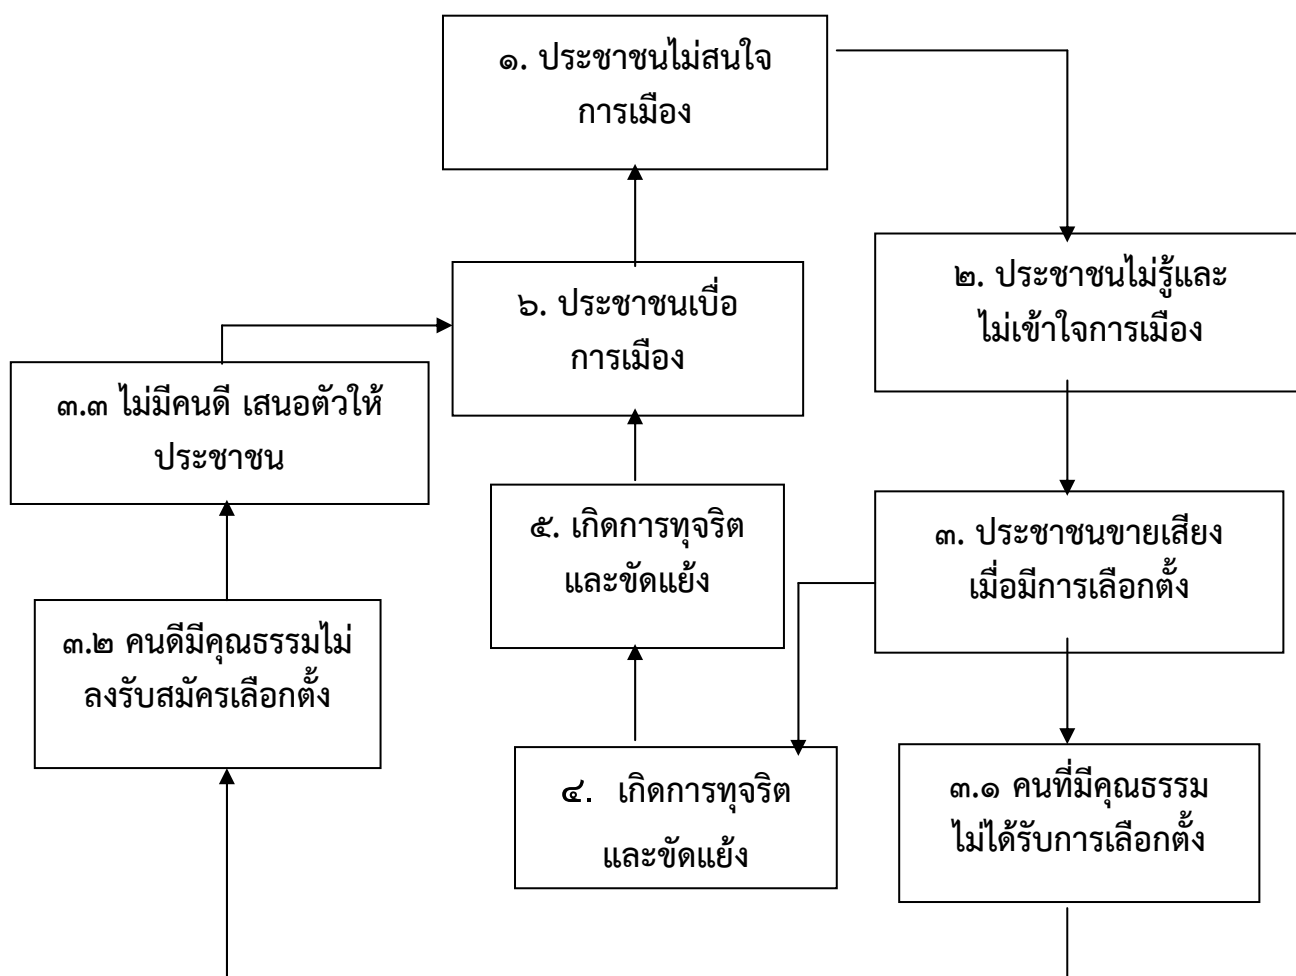 ๑. ประชาชนไม่สนใจ
การเมือง
๒. ประชาชนไม่รู้และ
ไม่เข้าใจการเมือง
๖. ประชาชนเบื่อ
การเมือง
๓.๓ ไม่มีคนดี เสนอตัวให้
ประชาชน
๕. เกิดการทุจริต
และขัดแย้ง
๓. ประชาชนขายเสียง
เมื่อมีการเลือกตั้ง
๓.๒ คนดีมีคุณธรรมไม่
ลงรับสมัครเลือกตั้ง
๔. เกิดการทุจริต
และขัดแย้ง
๓.๑ คนที่มีคุณธรรม
ไม่ได้รับการเลือกตั้ง